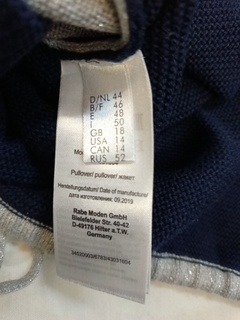 D/NL 44
B/F 46
E 48
I 50
GB 18
USA 14
CAN 14
RUS 52
Pullover/ pullover/ жакет
Herstellungsdatum/ Date of manufacture/
дата изготовления: 09.2019
Rabe Moden GmbH
Bielefelder Str. 40-42
D-49176 Hilter a.T.W.
Germany